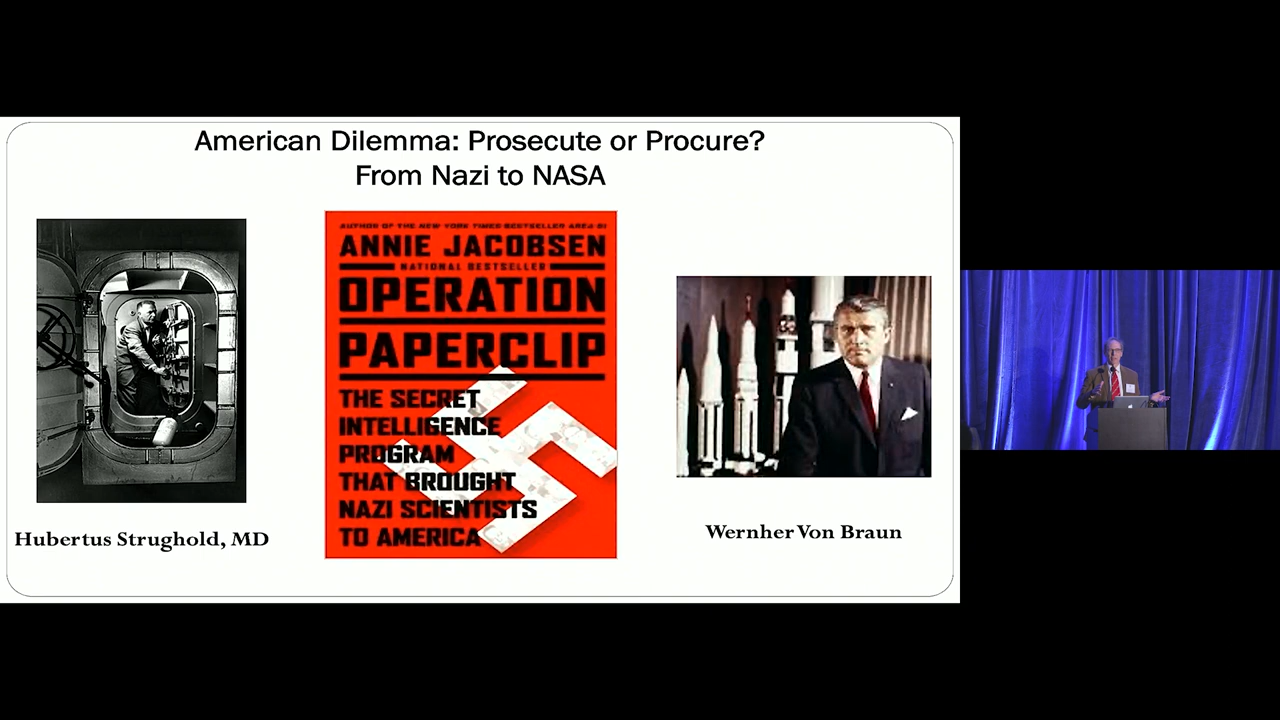 American Dilemma: Prosecute or Procure?
From Nazi to NASA
AUTHOR OF THE NEW YORK TIMES BESTSELLER AREA 51
ANNIE JACOBSEN
NATIONAL BESTSELLER
OPERATION
PAPERCLIP
THE SECRET
INTELLIGENCE
PROGRAM
THAT BROUGHT
NAZI SCIENTISTS
TO AMERICA
Hubertus Strughold, MD
Wernher Von Braun